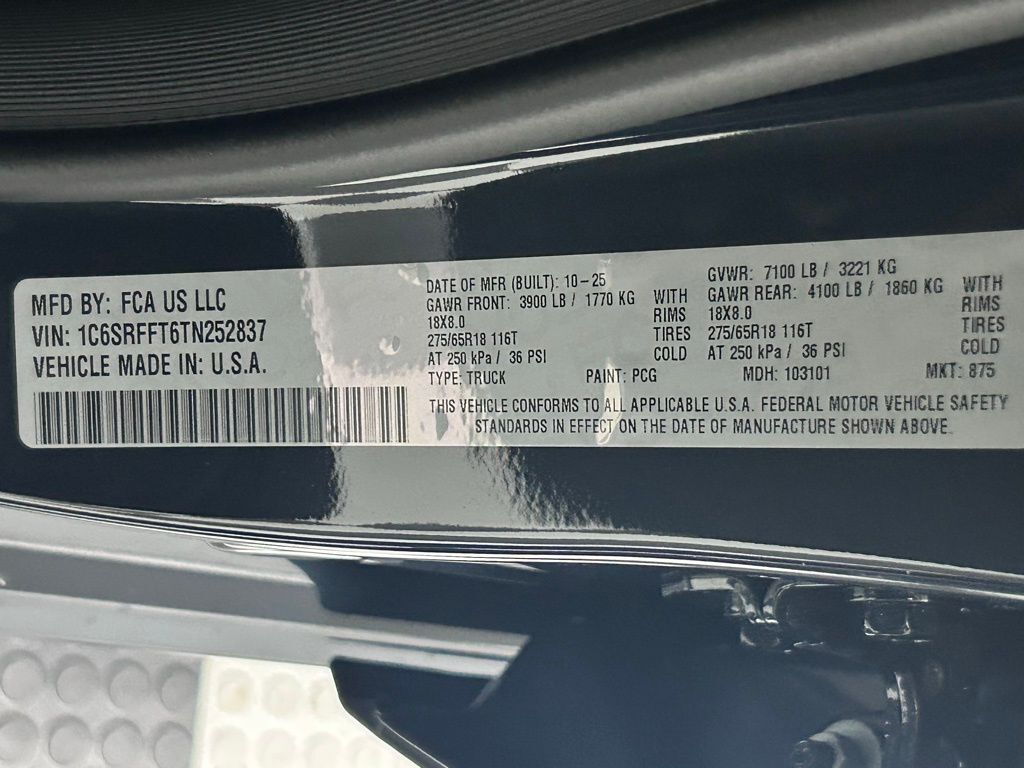 MFD BY: FCA US LLC
VIN: 1C6SRFFT6TN252837
VEHICLE MADE IN: U.S.A.
DATE OF MFR (BUILT): 10-25
GAWR FRONT: 3900 LB / 1770 KG WITH
18X8.0 RIMS
275/65R18 116T TIRES
AT 250 kPa / 36 PSI COLD
GVWR: 7100 LB / 3221 KG
GAWR REAR: 4100 LB / 1860 KG WITH
18X8.0 RIMS
275/65R18 116T TIRES
AT 250 kPa / 36 PSI COLD
TYPE: TRUCK PAINT: PCG MDH: 103101 MKT: 875
THIS VEHICLE CONFORMS TO ALL APPLICABLE U.S.A. FEDERAL MOTOR VEHICLE SAFETY
STANDARDS IN EFFECT ON THE DATE OF MANUFACTURE SHOWN ABOVE.